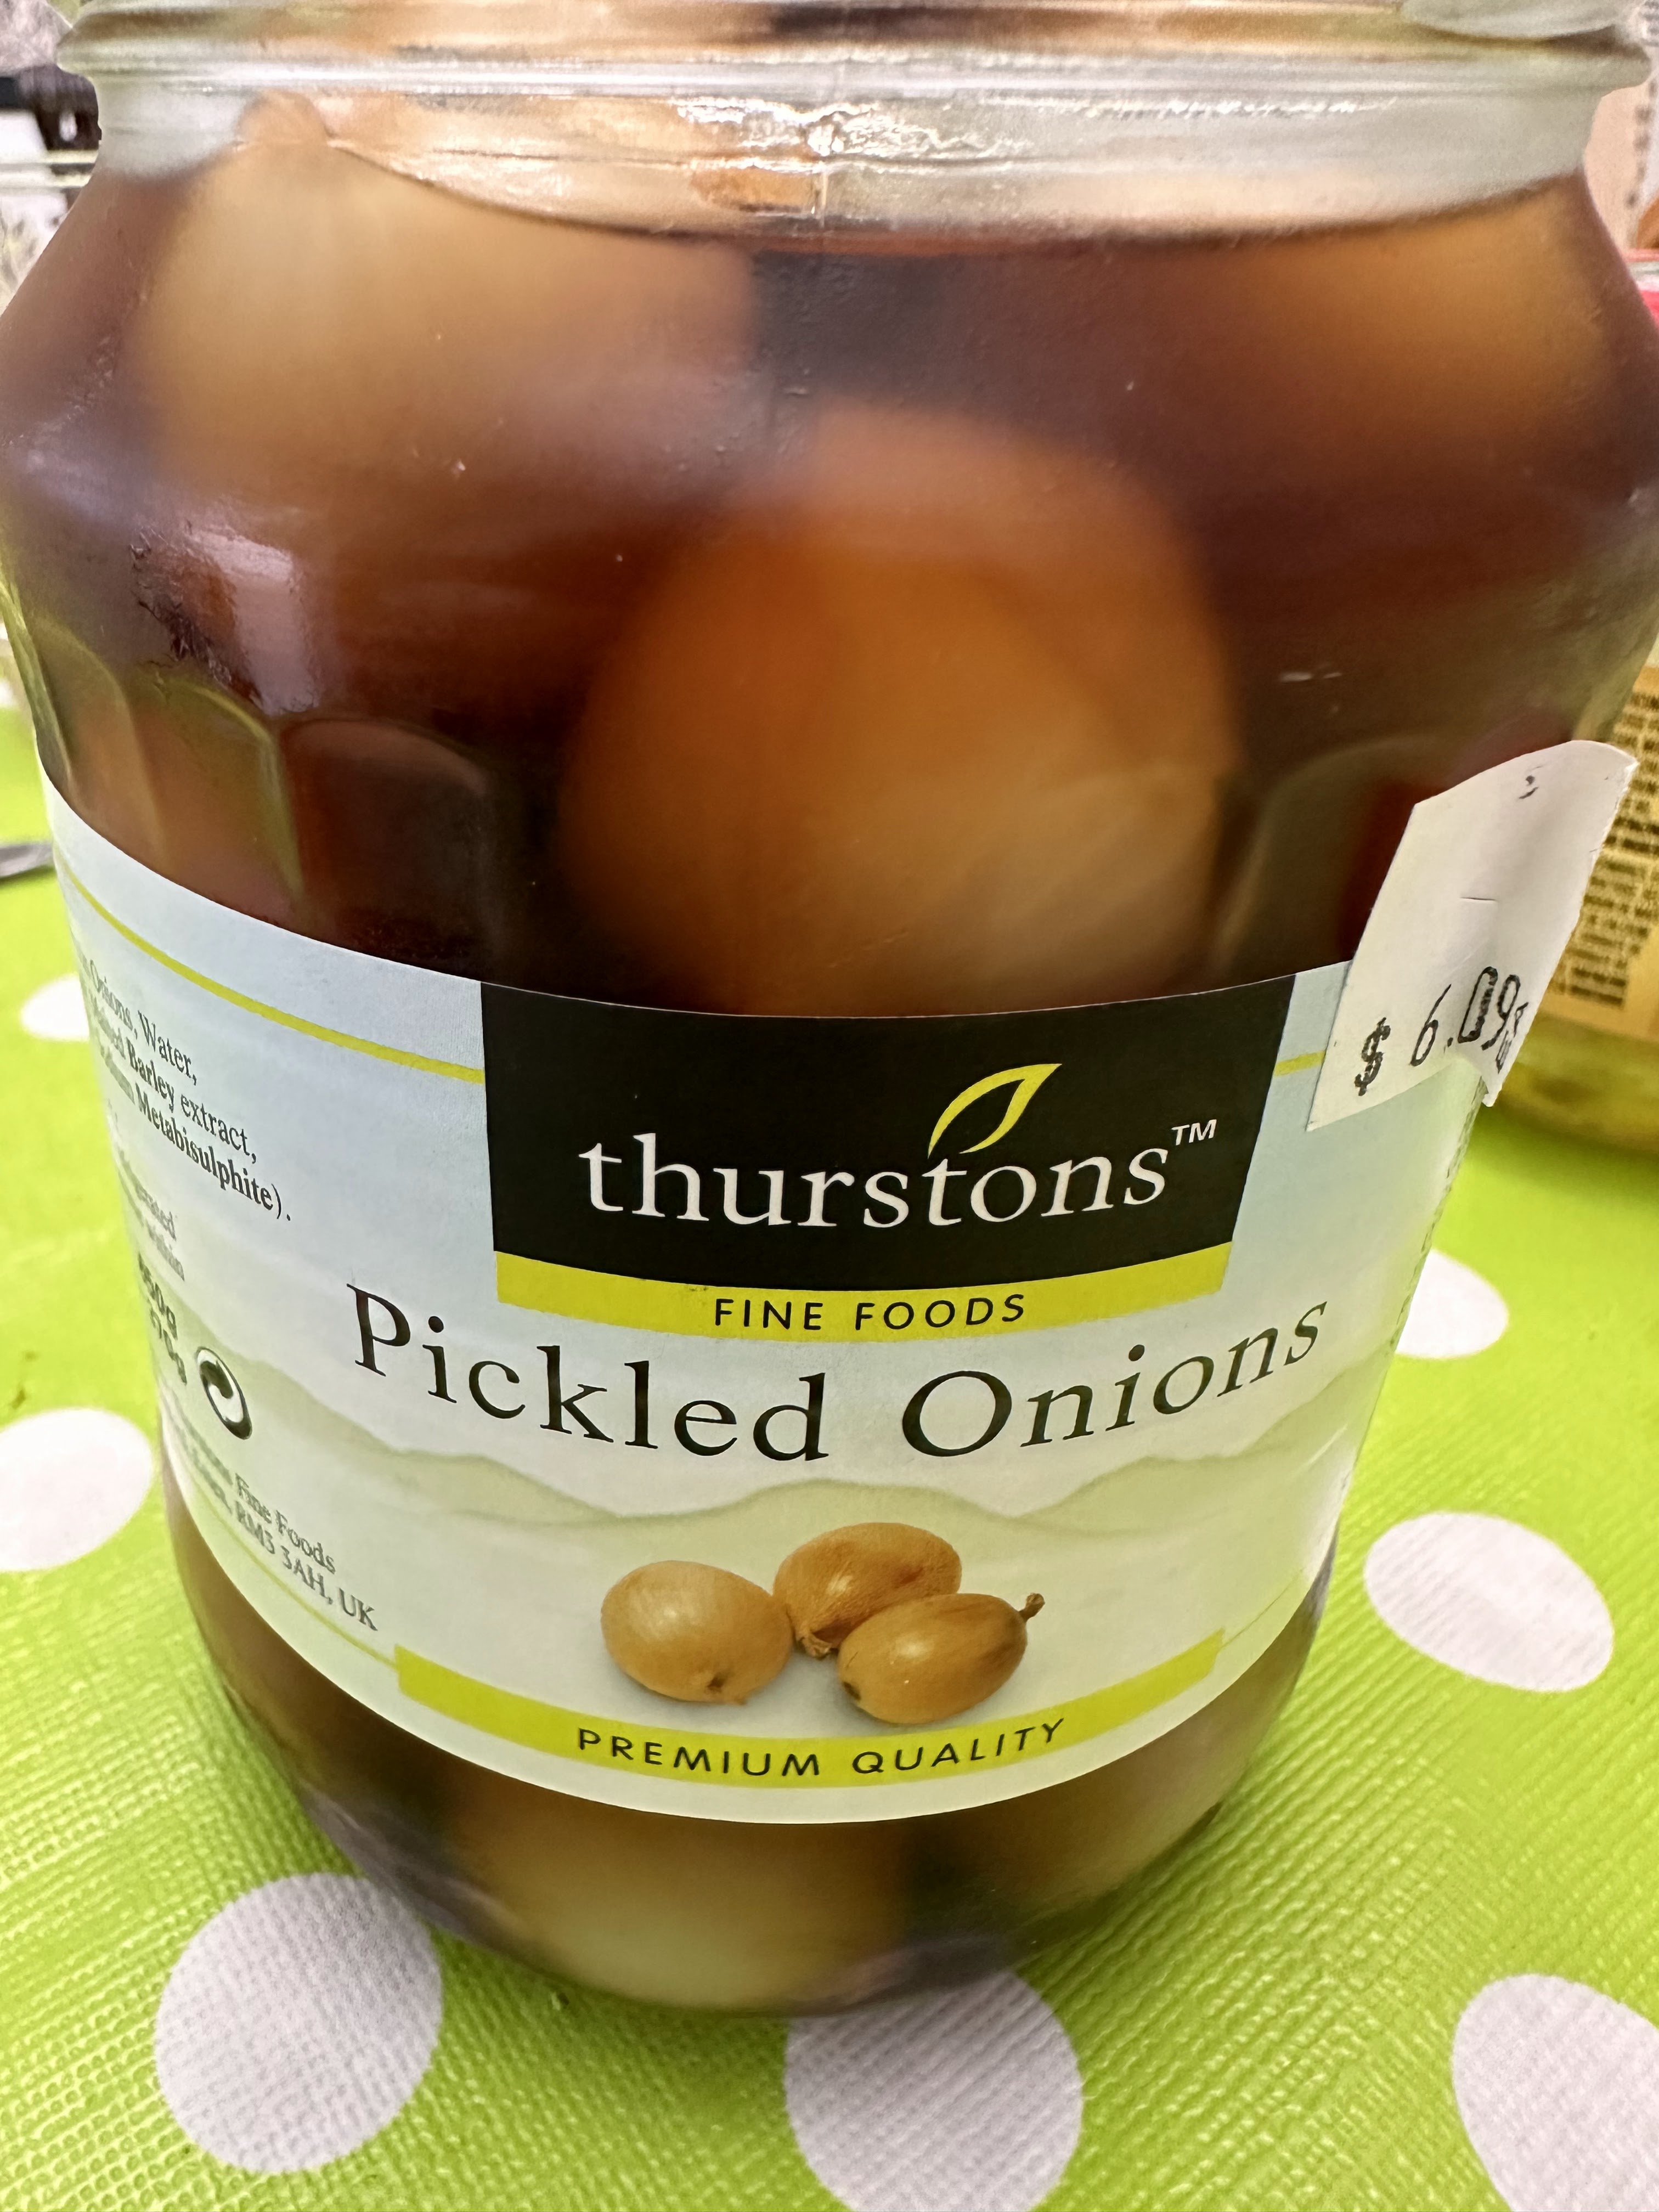 Onions, Water,
Barley extract,
Metabisulphite).
thurstons™
FINE FOODS
Pickled Onions
Fine Foods
RM3 3AH, UK
PREMIUM QUALITY
$ 6.09